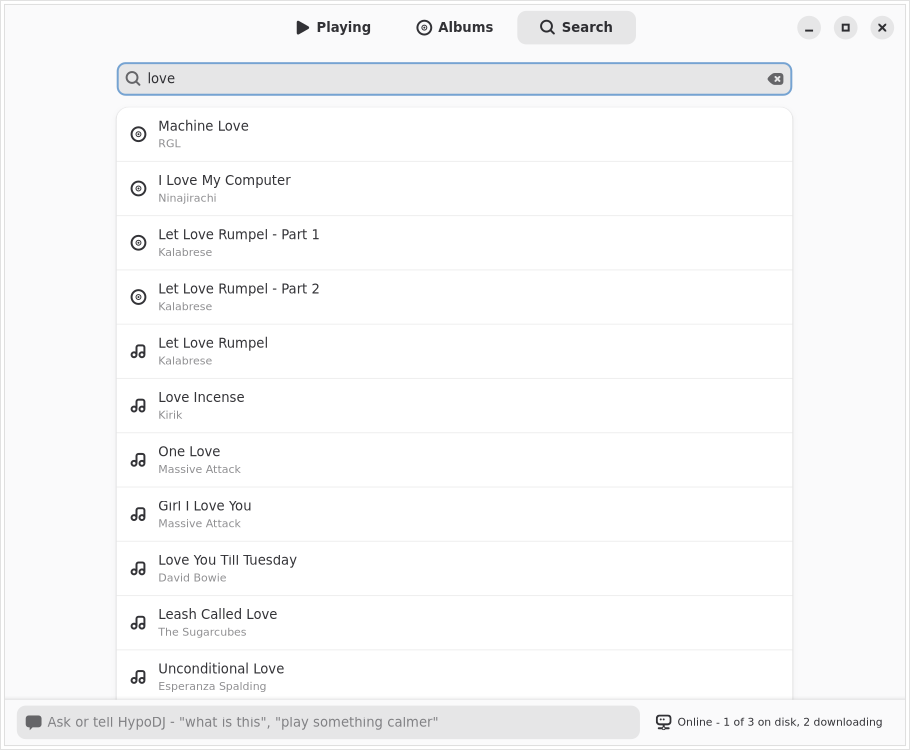 Playing Albums Search
love
Machine Love
RGL
I Love My Computer
Ninajirachi
Let Love Rumpel - Part 1
Kalabrese
Let Love Rumpel - Part 2
Kalabrese
Let Love Rumpel
Kalabrese
Love Incense
Kirik
One Love
Massive Attack
Girl I Love You
Massive Attack
Love You Till Tuesday
David Bowie
Leash Called Love
The Sugarcubes
Unconditional Love
Esperanza Spalding
Ask or tell HypoDJ - "what is this", "play something calmer" Online - 1 of 3 on disk, 2 downloading